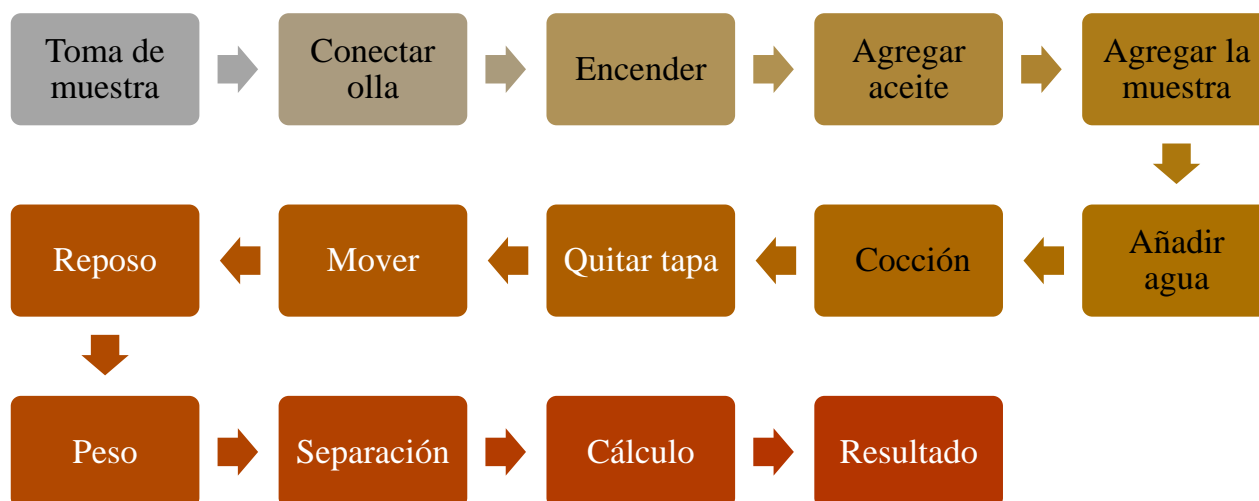 Toma de
muestra
Conectar
olla
Encender
Agregar
aceite
Agregar la
muestra
Añadir
agua
Cocción
Quitar tapa
Mover
Reposo
Peso
Separación
Cálculo
Resultado